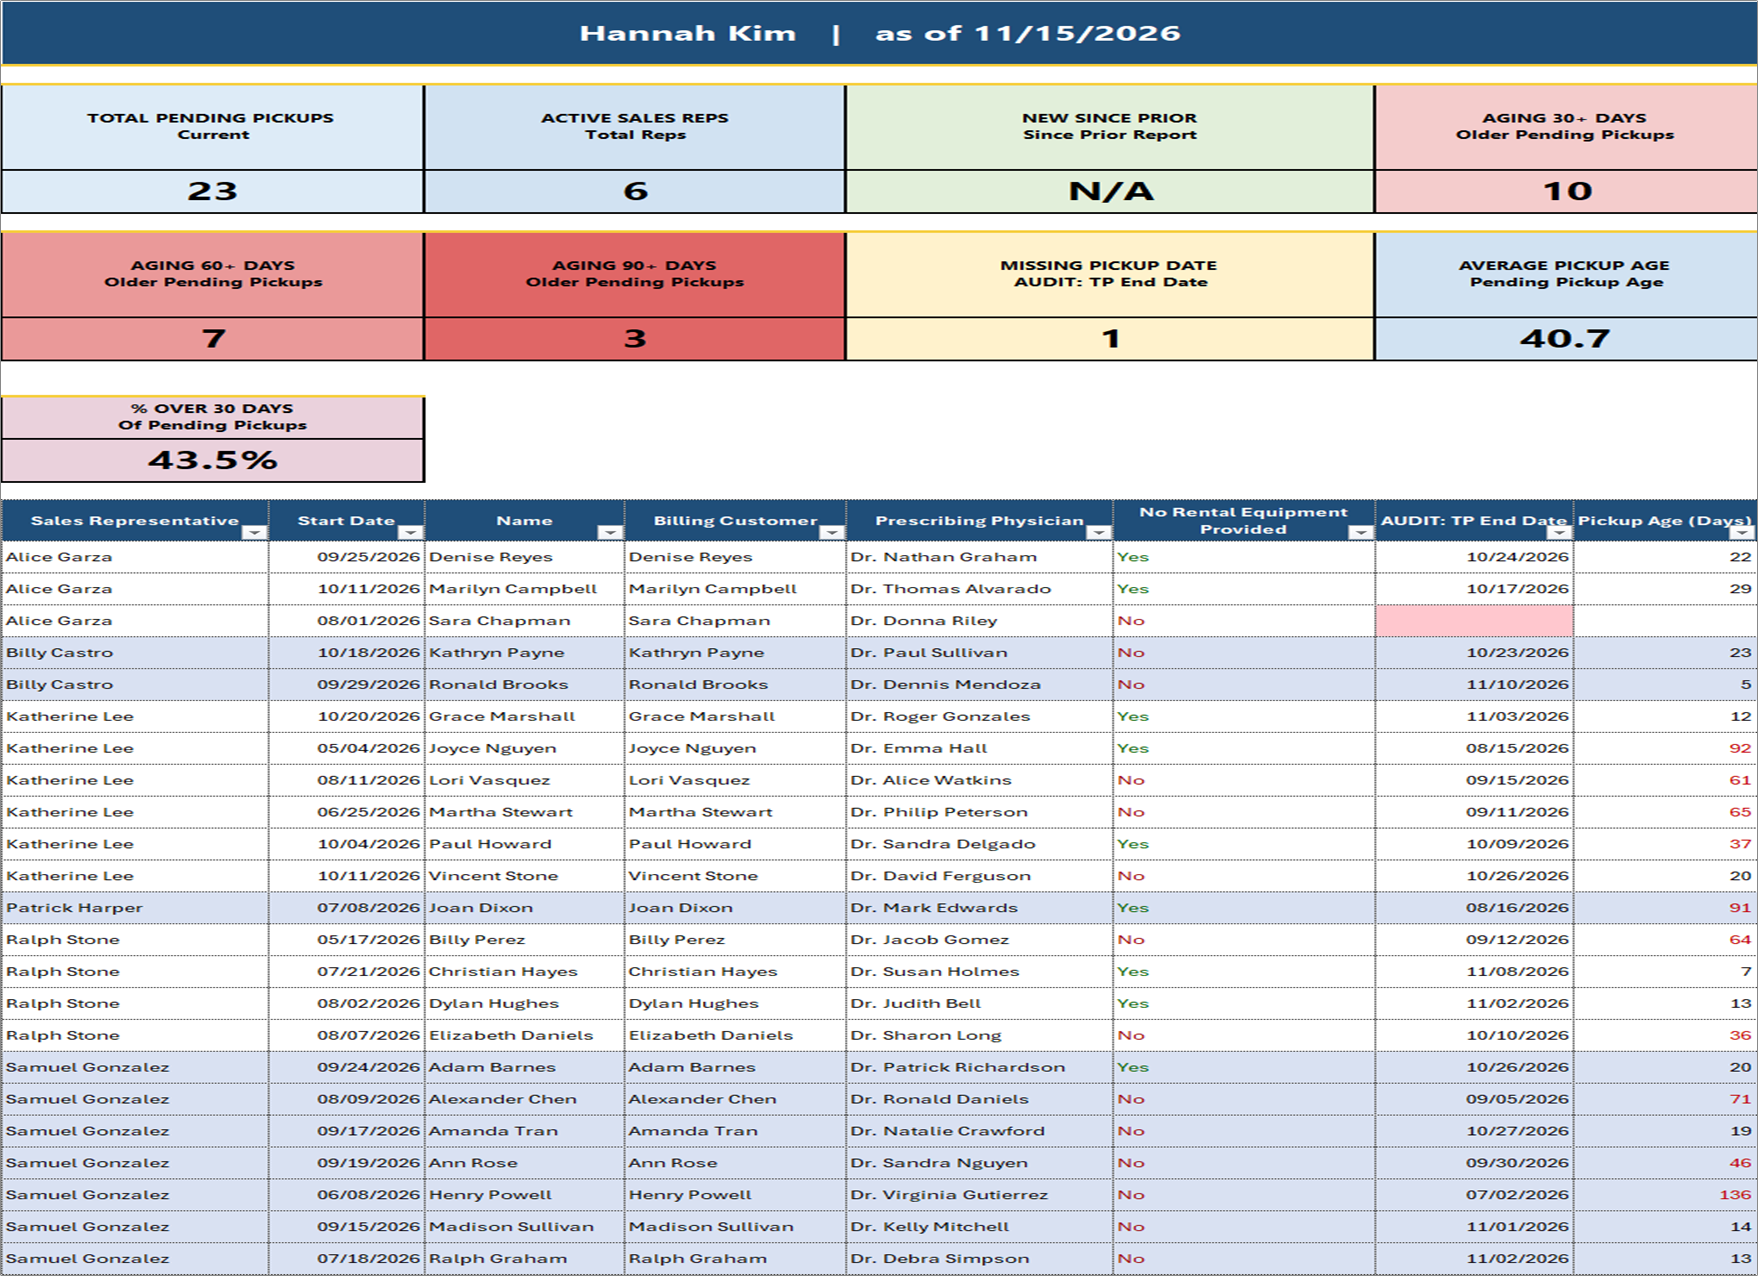 Hannah Kim | as of 11/15/2026
TOTAL PENDING PICKUPS
Current
ACTIVE SALES REPS
Total Reps
NEW SINCE PRIOR
Since Prior Report
AGING 30+ DAYS
Older Pending Pickups
23
6
N/A
10
AGING 60+ DAYS
Older Pending Pickups
AGING 90+ DAYS
Older Pending Pickups
MISSING PICKUP DATE
AUDIT: TP End Date
AVERAGE PICKUP AGE
Pending Pickup Age
7
3
1
40.7
% OVER 30 DAYS
Of Pending Pickups
43.5%
Sales Representative Start Date Name Billing Customer Prescribing Physician No Rental Equipment Provided AUDIT: TP End Date Pickup Age (Days)
Alice Garza 09/25/2026 Denise Reyes Denise Reyes Dr. Nathan Graham Yes 10/24/2026 22
Alice Garza 10/11/2026 Marilyn Campbell Marilyn Campbell Dr. Thomas Alvarado Yes 10/17/2026 29
Alice Garza 08/01/2026 Sara Chapman Sara Chapman Dr. Donna Riley No
Billy Castro 10/18/2026 Kathryn Payne Kathryn Payne Dr. Paul Sullivan No 10/23/2026 23
Billy Castro 09/29/2026 Ronald Brooks Ronald Brooks Dr. Dennis Mendoza No 11/10/2026 5
Katherine Lee 10/20/2026 Grace Marshall Grace Marshall Dr. Roger Gonzales Yes 11/03/2026 12
Katherine Lee 05/04/2026 Joyce Nguyen Joyce Nguyen Dr. Emma Hall Yes 08/15/2026 92
Katherine Lee 08/11/2026 Lori Vasquez Lori Vasquez Dr. Alice Watkins No 09/15/2026 61
Katherine Lee 06/25/2026 Martha Stewart Martha Stewart Dr. Philip Peterson No 09/11/2026 65
Katherine Lee 10/04/2026 Paul Howard Paul Howard Dr. Sandra Delgado Yes 10/09/2026 37
Katherine Lee 10/11/2026 Vincent Stone Vincent Stone Dr. David Ferguson No 10/26/2026 20
Patrick Harper 07/08/2026 Joan Dixon Joan Dixon Dr. Mark Edwards Yes 08/16/2026 91
Ralph Stone 05/17/2026 Billy Perez Billy Perez Dr. Jacob Gomez No 09/12/2026 64
Ralph Stone 07/21/2026 Christian Hayes Christian Hayes Dr. Susan Holmes Yes 11/08/2026 7
Ralph Stone 08/02/2026 Dylan Hughes Dylan Hughes Dr. Judith Bell Yes 11/02/2026 13
Ralph Stone 08/07/2026 Elizabeth Daniels Elizabeth Daniels Dr. Sharon Long No 10/10/2026 36
Samuel Gonzalez 09/24/2026 Adam Barnes Adam Barnes Dr. Patrick Richardson Yes 10/26/2026 20
Samuel Gonzalez 08/09/2026 Alexander Chen Alexander Chen Dr. Ronald Daniels No 09/05/2026 71
Samuel Gonzalez 09/17/2026 Amanda Tran Amanda Tran Dr. Natalie Crawford No 10/27/2026 19
Samuel Gonzalez 09/19/2026 Ann Rose Ann Rose Dr. Sandra Nguyen No 09/30/2026 46
Samuel Gonzalez 06/08/2026 Henry Powell Henry Powell Dr. Virginia Gutierrez No 07/02/2026 136
Samuel Gonzalez 09/15/2026 Madison Sullivan Madison Sullivan Dr. Kelly Mitchell No 11/01/2026 14
Samuel Gonzalez 07/18/2026 Ralph Graham Ralph Graham Dr. Debra Simpson No 11/02/2026 13